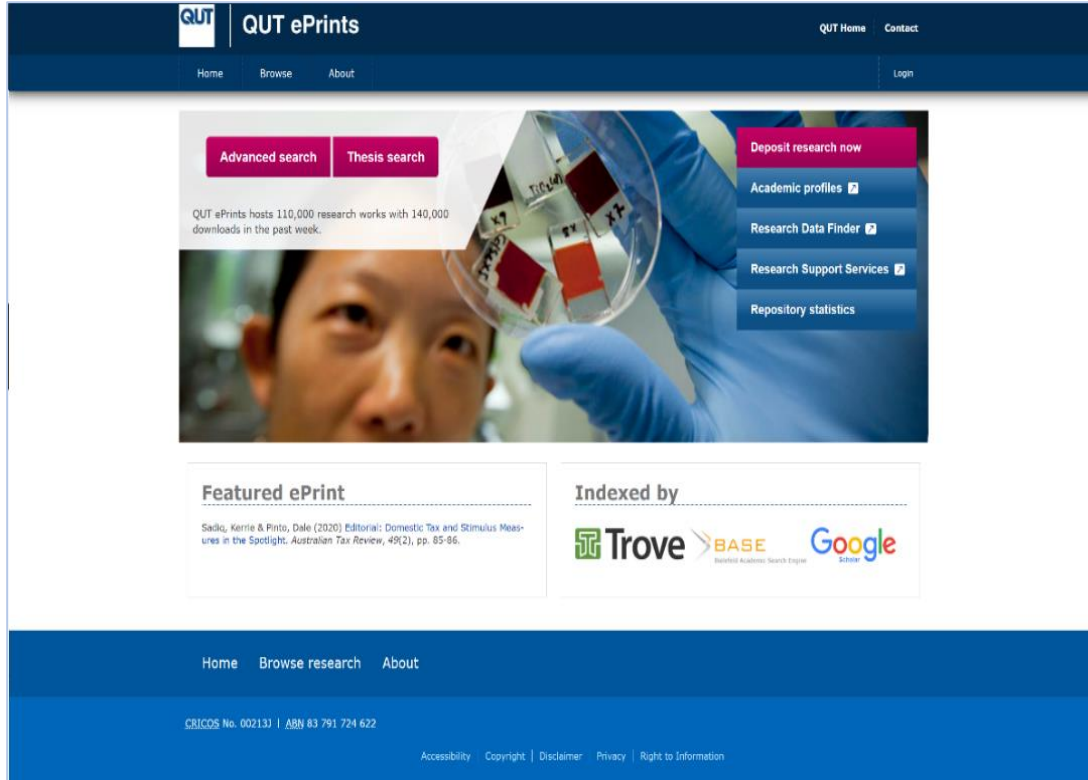 QUT
QUT ePrints
QUT Home Contact
Home Browse About
Login
Advanced search Thesis search
QUT ePrints hosts 110,000 research works with 140,000
downloads in the past week.
TiO2(w)
x9
8x
x7
Deposit research now
Academic profiles
Research Data Finder
Research Support Services
Repository statistics
Featured ePrint
Sadiq, Kerrie & Pinto, Dale (2020) Editorial: Domestic Tax and Stimulus Meas-
ures in the Spotlight. Australian Tax Review, 49(2), pp. 85-86.
Indexed by
Trove
BASE
Bielefeld Academic Search Engine
Google
Scholar
Home Browse research About
CRICOS No. 00213J | ABN 83 791 724 622
Accessibility Copyright | Disclaimer Privacy Right to Information